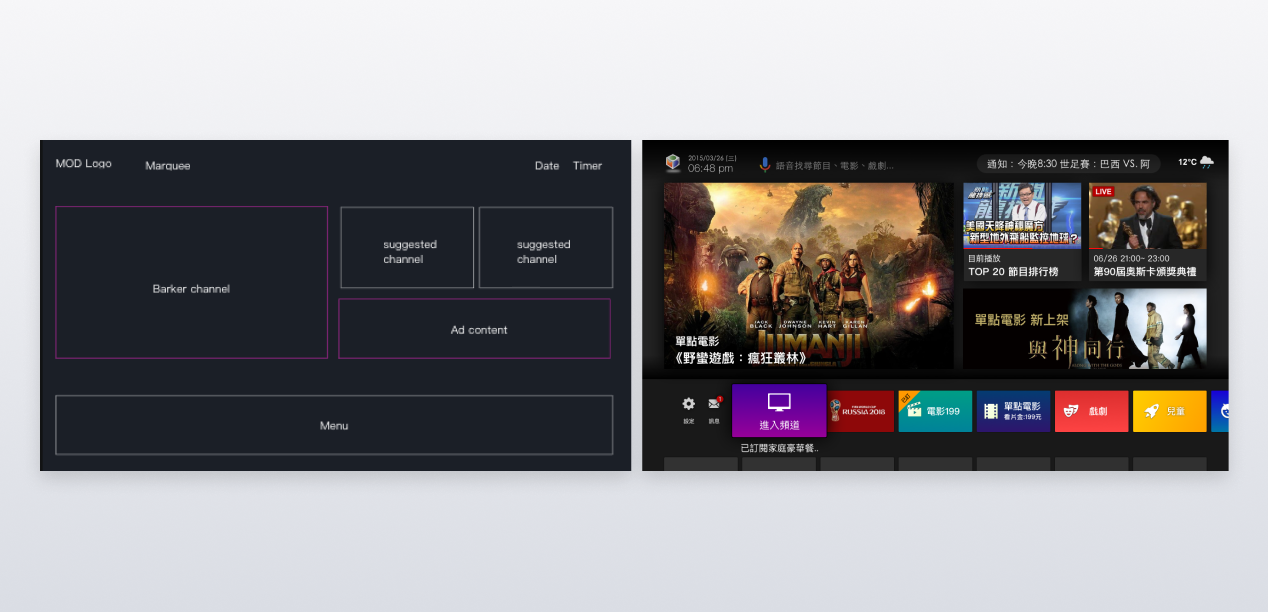 MOD Logo
Marquee
Date
Timer
Barker channel
suggested
channel
suggested
channel
Ad content
Menu
2015/03/26 (三)
06:48 pm
語音找尋節目、電影、戲劇...
通知：今晚8:30 世足賽：巴西 VS. 阿
12°C
JACK BLACK
DWAYNE JOHNSON
KEVIN HART
KAREN GILLAN
JUMANJI
單點電影
《野蠻遊戲：瘋狂叢林》
美國天降神秘魔方
新型地外飛船監控地球？
目前播放
TOP 20 節目排行榜
LIVE
06/26 21:00~ 23:00
第90屆奧斯卡頒獎典禮
單點電影 新上架
與神同行
設定
訊息
進入頻道
已訂閱家庭豪華餐..
RUSSIA 2018
電影199
單點電影
看片金:199元
戲劇
兒童